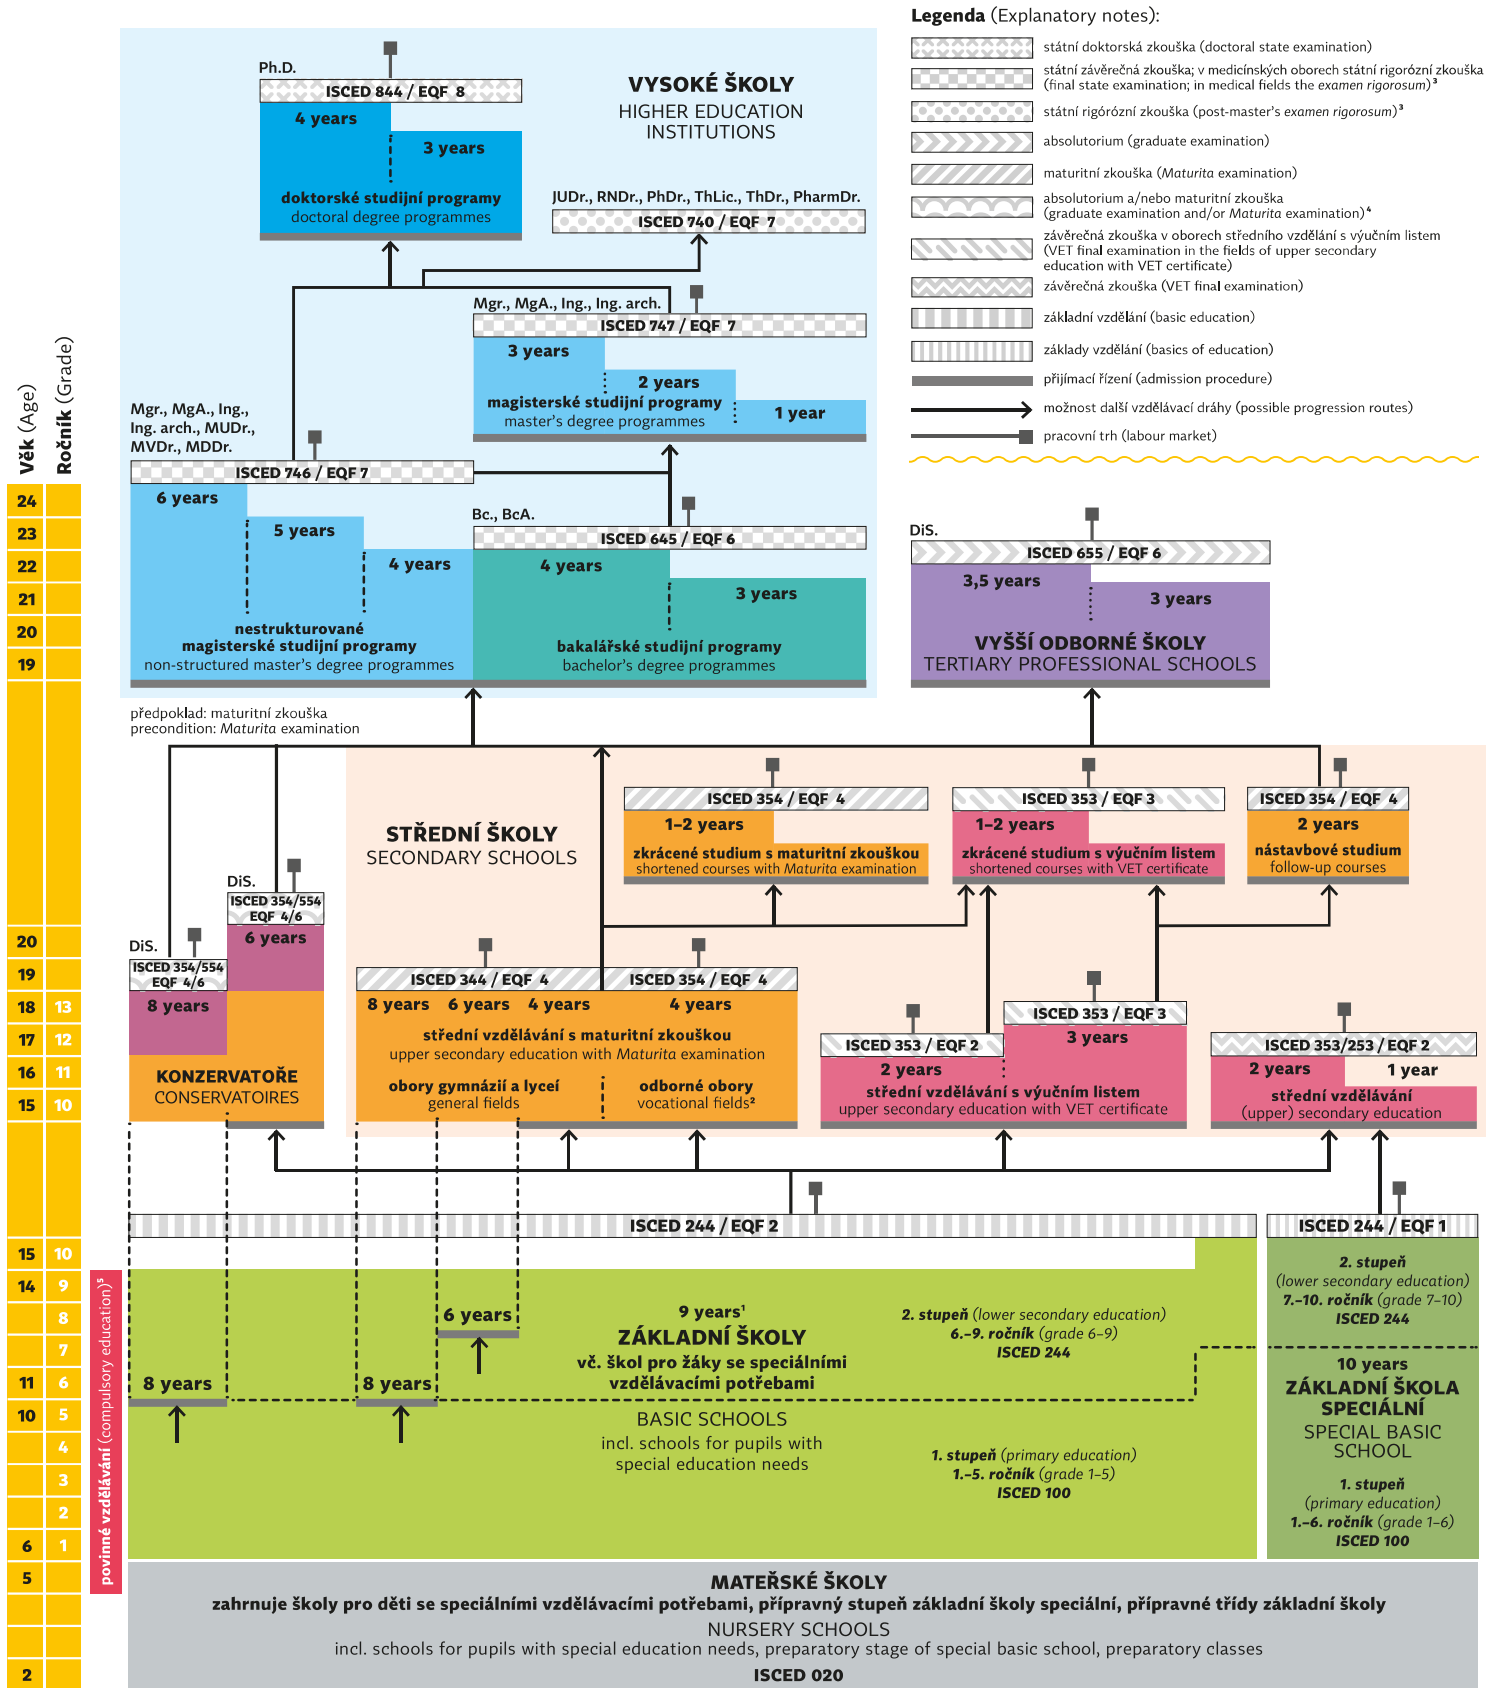 Legenda (Explanatory notes):
státní doktorská zkouška (doctoral state examination)
státní závěrečná zkouška; v medicínských oborech státní rigorózní zkouška
(final state examination; in medical fields the examen rigorosum)³
státní rigórózní zkouška (post-master's examen rigorosum)³
absolutorium (graduate examination)
maturitní zkouška (Maturita examination)
absolutorium a/nebo maturitní zkouška
(graduate examination and/or Maturita examination)⁴
závěrečná zkouška v oborech středního vzdělání s výučním listem
(VET final examination in the fields of upper secondary
education with VET certificate)
závěrečná zkouška (VET final examination)
základní vzdělání (basic education)
základy vzdělání (basics of education)
přijímací řízení (admission procedure)
možnost další vzdělávací dráhy (possible progression routes)
pracovní trh (labour market)
VYSOKÉ ŠKOLY
HIGHER EDUCATION
INSTITUTIONS
Ph.D.
ISCED 844 / EQF 8
4 years
3 years
doktorské studijní programy
doctoral degree programmes
JUDr., RNDr., PhDr., ThLic., ThDr., PharmDr.
ISCED 740 / EQF 7
Mgr., MgA., Ing., Ing. arch.
ISCED 747 / EQF 7
3 years
2 years
1 year
magisterské studijní programy
master's degree programmes
Mgr., MgA., Ing.,
Ing. arch., MUDr.,
MVDr., MDDr.
ISCED 746 / EQF 7
6 years
5 years
4 years
nestrukturované
magisterské studijní programy
non-structured master's degree programmes
Bc., BcA.
ISCED 645 / EQF 6
4 years
3 years
bakalářské studijní programy
bachelor's degree programmes
DiS.
ISCED 655 / EQF 6
3,5 years
3 years
VYŠŠÍ ODBORNÉ ŠKOLY
TERTIARY PROFESSIONAL SCHOOLS
předpoklad: maturitní zkouška
precondition: Maturita examination
Věk (Age)
Ročník (Grade)
24
23
22
21
20
19
20
19
18 13
17 12
16 11
15 10
15 10
14 9
8
7
11 6
10 5
4
3
2
6 1
5
2
povinné vzdělávání (compulsory education)⁵
STŘEDNÍ ŠKOLY
SECONDARY SCHOOLS
ISCED 354 / EQF 4
1–2 years
zkrácené studium s maturitní zkouškou
shortened courses with Maturita examination
ISCED 353 / EQF 3
1–2 years
zkrácené studium s výučním listem
shortened courses with VET certificate
ISCED 354 / EQF 4
2 years
nástavbové studium
follow-up courses
DiS.
ISCED 354/554
EQF 4/6
6 years
DiS.
ISCED 354/554
EQF 4/6
8 years
KONZERVATOŘE
CONSERVATOIRES
ISCED 344 / EQF 4
ISCED 354 / EQF 4
8 years 6 years 4 years
4 years
střední vzdělávání s maturitní zkouškou
upper secondary education with Maturita examination
obory gymnázií a lyceí
general fields
odborné obory
vocational fields²
ISCED 353 / EQF 2
ISCED 353 / EQF 3
2 years
3 years
střední vzdělávání s výučním listem
upper secondary education with VET certificate
ISCED 353/253 / EQF 2
2 years
1 year
střední vzdělávání
(upper) secondary education
ISCED 244 / EQF 2
ISCED 244 / EQF 1
8 years
8 years
6 years
9 years¹
ZÁKLADNÍ ŠKOLY
vč. škol pro žáky se speciálními
vzdělávacími potřebami
BASIC SCHOOLS
incl. schools for pupils with
special education needs
2. stupeň (lower secondary education)
6.–9. ročník (grade 6–9)
ISCED 244
1. stupeň (primary education)
1.–5. ročník (grade 1–5)
ISCED 100
2. stupeň
(lower secondary education)
7.–10. ročník (grade 7–10)
ISCED 244
10 years
ZÁKLADNÍ ŠKOLA
SPECIÁLNÍ
SPECIAL BASIC
SCHOOL
1. stupeň
(primary education)
1.–6. ročník (grade 1–6)
ISCED 100
MATEŘSKÉ ŠKOLY
zahrnuje školy pro děti se speciálními vzdělávacími potřebami, přípravný stupeň základní školy speciální, přípravné třídy základní školy
NURSERY SCHOOLS
incl. schools for pupils with special education needs, preparatory stage of special basic school, preparatory classes
ISCED 020